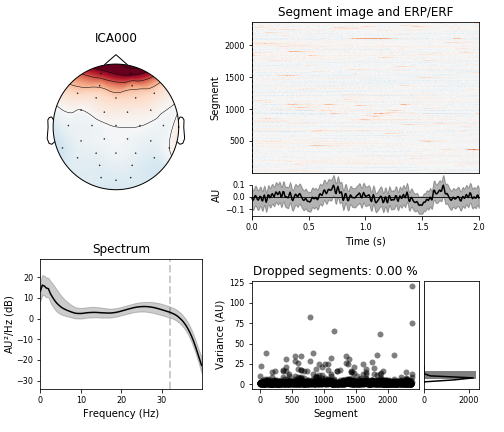 ICA000
Segment image and ERP/ERF
2000
1500
1000
500
Segment
0.1
0.0
−0.1
AU
0.0 0.5 1.0 1.5 2.0
Time (s)
Spectrum
20
10
0
−10
−20
−30
AU²/Hz (dB)
0 10 20 30
Frequency (Hz)
Dropped segments: 0.00 %
125
100
75
50
25
0
Variance (AU)
0 500 1000 1500 2000
Segment
0 2000